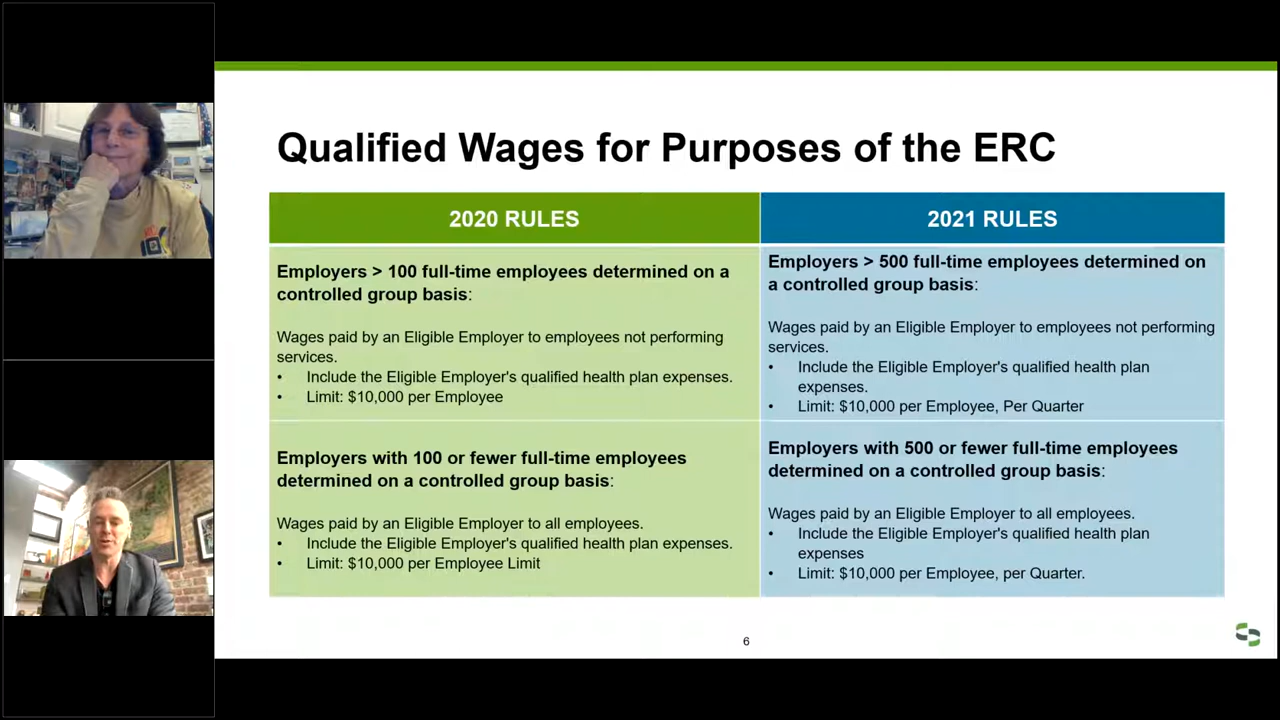 Qualified Wages for Purposes of the ERC
2020 RULES
2021 RULES
Employers > 100 full-time employees determined on a
controlled group basis:
Wages paid by an Eligible Employer to employees not performing
services.
• Include the Eligible Employer's qualified health plan expenses.
• Limit: $10,000 per Employee
Employers > 500 full-time employees determined on
a controlled group basis:
Wages paid by an Eligible Employer to employees not performing
services.
• Include the Eligible Employer's qualified health plan
expenses.
• Limit: $10,000 per Employee, Per Quarter
Employers with 100 or fewer full-time employees
determined on a controlled group basis:
Wages paid by an Eligible Employer to all employees.
• Include the Eligible Employer's qualified health plan expenses.
• Limit: $10,000 per Employee Limit
Employers with 500 or fewer full-time employees
determined on a controlled group basis:
Wages paid by an Eligible Employer to all employees.
• Include the Eligible Employer's qualified health plan
expenses
• Limit: $10,000 per Employee, per Quarter.
6